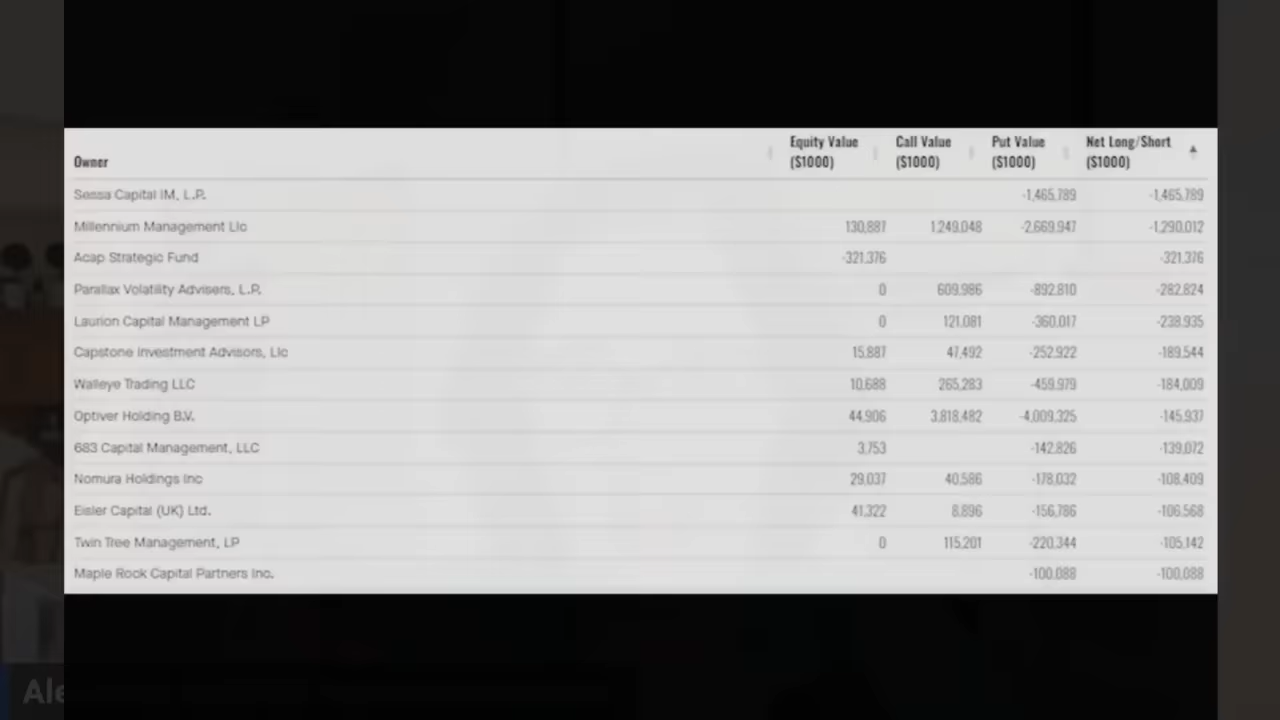 Owner Equity Value ($1000) Call Value ($1000) Put Value ($1000) Net Long/Short ($1000)
Sessa Capital IM, L.P. -1,465,789 -1,465,789
Millennium Management Llc 130,887 1,249,048 -2,669,947 -1,290,012
Acap Strategic Fund -321,376 -321,376
Parallax Volatility Advisers, L.P. 0 609,986 -892,810 -282,824
Laurion Capital Management LP 0 121,081 -360,017 -238,935
Capstone Investment Advisors, Llc 15,887 47,492 -252,922 -189,544
Walleye Trading LLC 10,688 265,283 -459,979 -184,009
Optiver Holding B.V. 44,906 3,818,482 -4,009,325 -145,937
683 Capital Management, LLC 3,753 -142,826 -139,072
Nomura Holdings Inc 29,037 40,586 -178,032 -108,409
Eisler Capital (UK) Ltd. 41,322 8,896 -156,786 -106,568
Twin Tree Management, LP 0 115,201 -220,344 -105,142
Maple Rock Capital Partners Inc. -100,088 -100,088